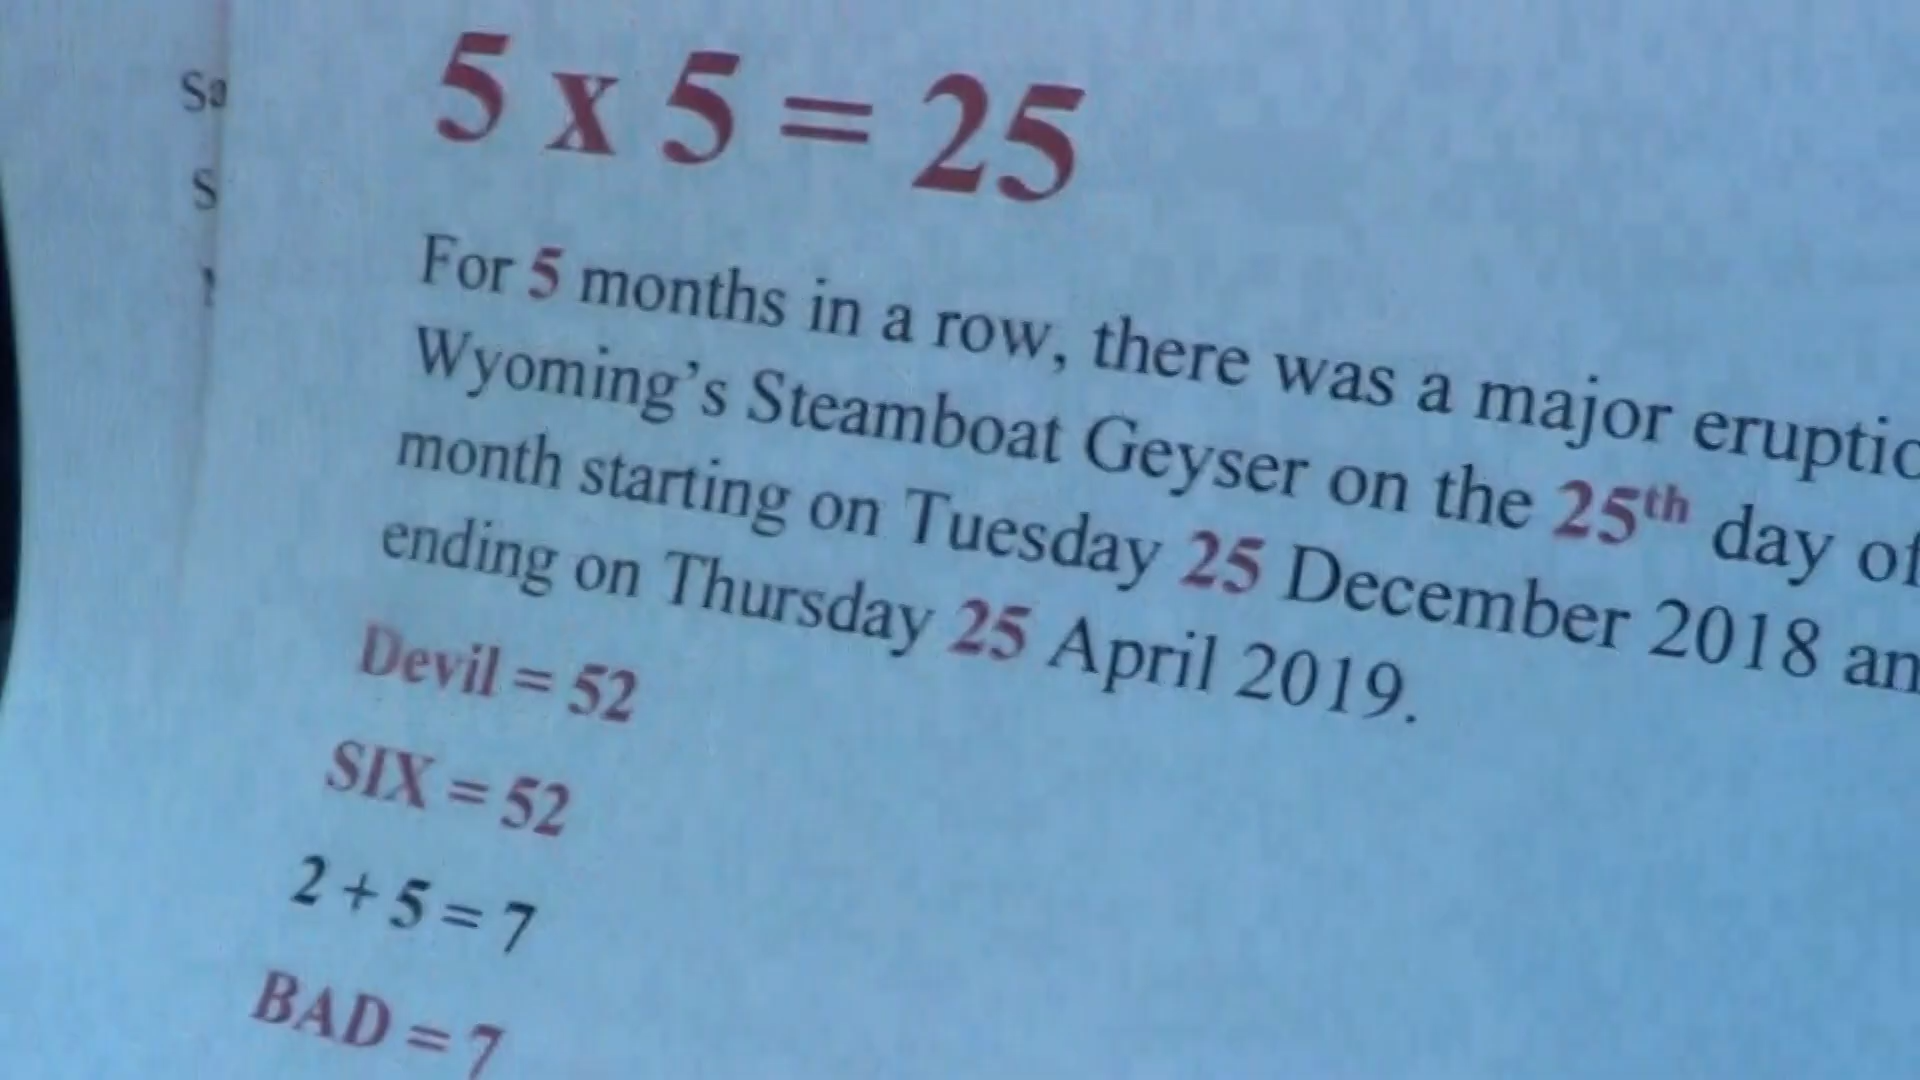 5 x 5 = 25
For 5 months in a row, there was a major
Wyoming's Steamboat Geyser on the 25th day of
month starting on Tuesday 25 December 2018
ending on Thursday 25 April 2019.
Devil = 52
SIX = 52
2 + 5 = 7
BAD = 7